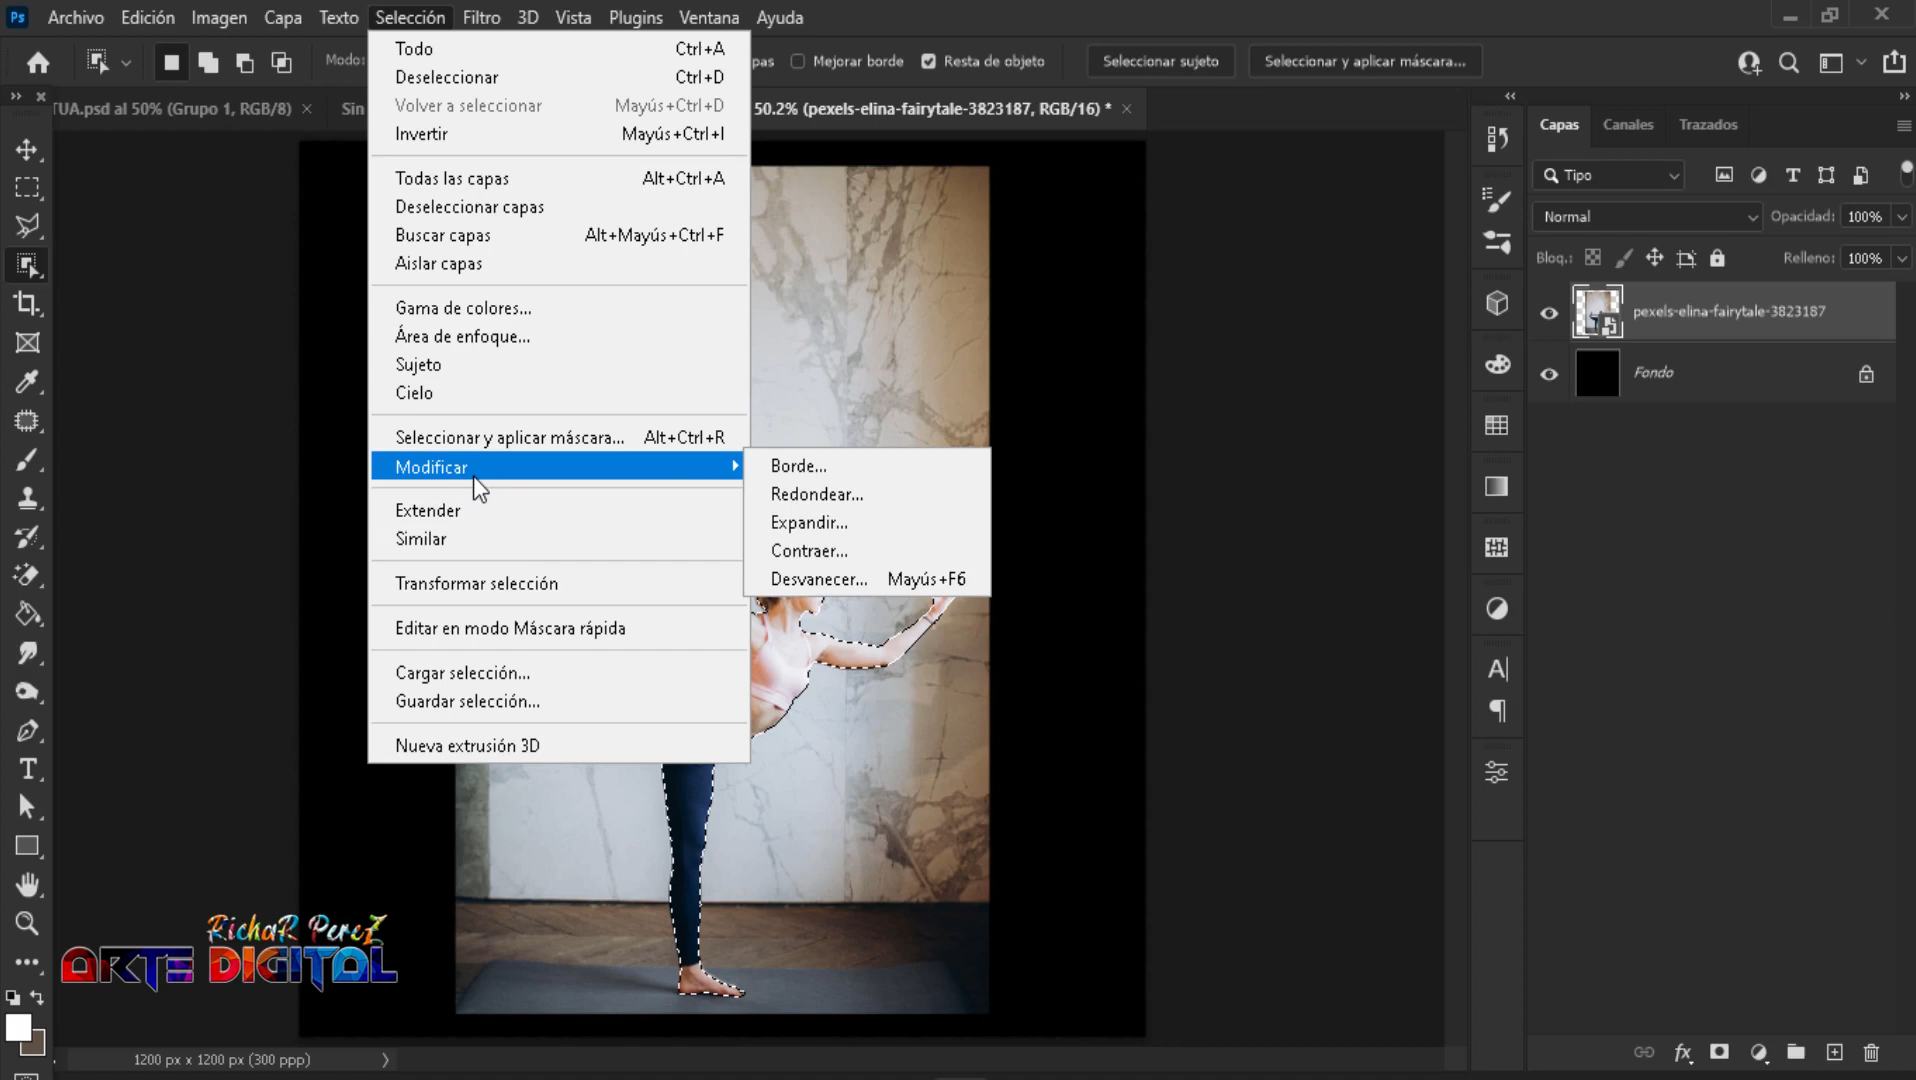 Ps Archivo Edición Imagen Capa Texto Selección Filtro 3D Vista Plugins Ventana Ayuda
Modo:
pas Mejorar borde Resta de objeto Seleccionar sujeto Seleccionar y aplicar máscara...
TUA.psd al 50% (Grupo 1, RGB/8) × Sin
50.2% (pexels-elina-fairytale-3823187, RGB/16) * ×
Todo Ctrl+A
Deseleccionar Ctrl+D
Volver a seleccionar Mayús+Ctrl+D
Invertir Mayús+Ctrl+I
Todas las capas Alt+Ctrl+A
Deseleccionar capas
Buscar capas Alt+Mayús+Ctrl+F
Aislar capas
Gama de colores...
Área de enfoque...
Sujeto
Cielo
Seleccionar y aplicar máscara... Alt+Ctrl+R
Modificar
Extender
Similar
Transformar selección
Editar en modo Máscara rápida
Cargar selección...
Guardar selección...
Nueva extrusión 3D
Borde...
Redondear...
Expandir...
Contraer...
Desvanecer... Mayús+F6
Capas Canales Trazados
Tipo
Normal Opacidad: 100%
Bloq.: Relleno: 100%
pexels-elina-fairytale-3823187
Fondo
RichaR PereZ
ARTE DIGITAL
1200 px x 1200 px (300 ppp)